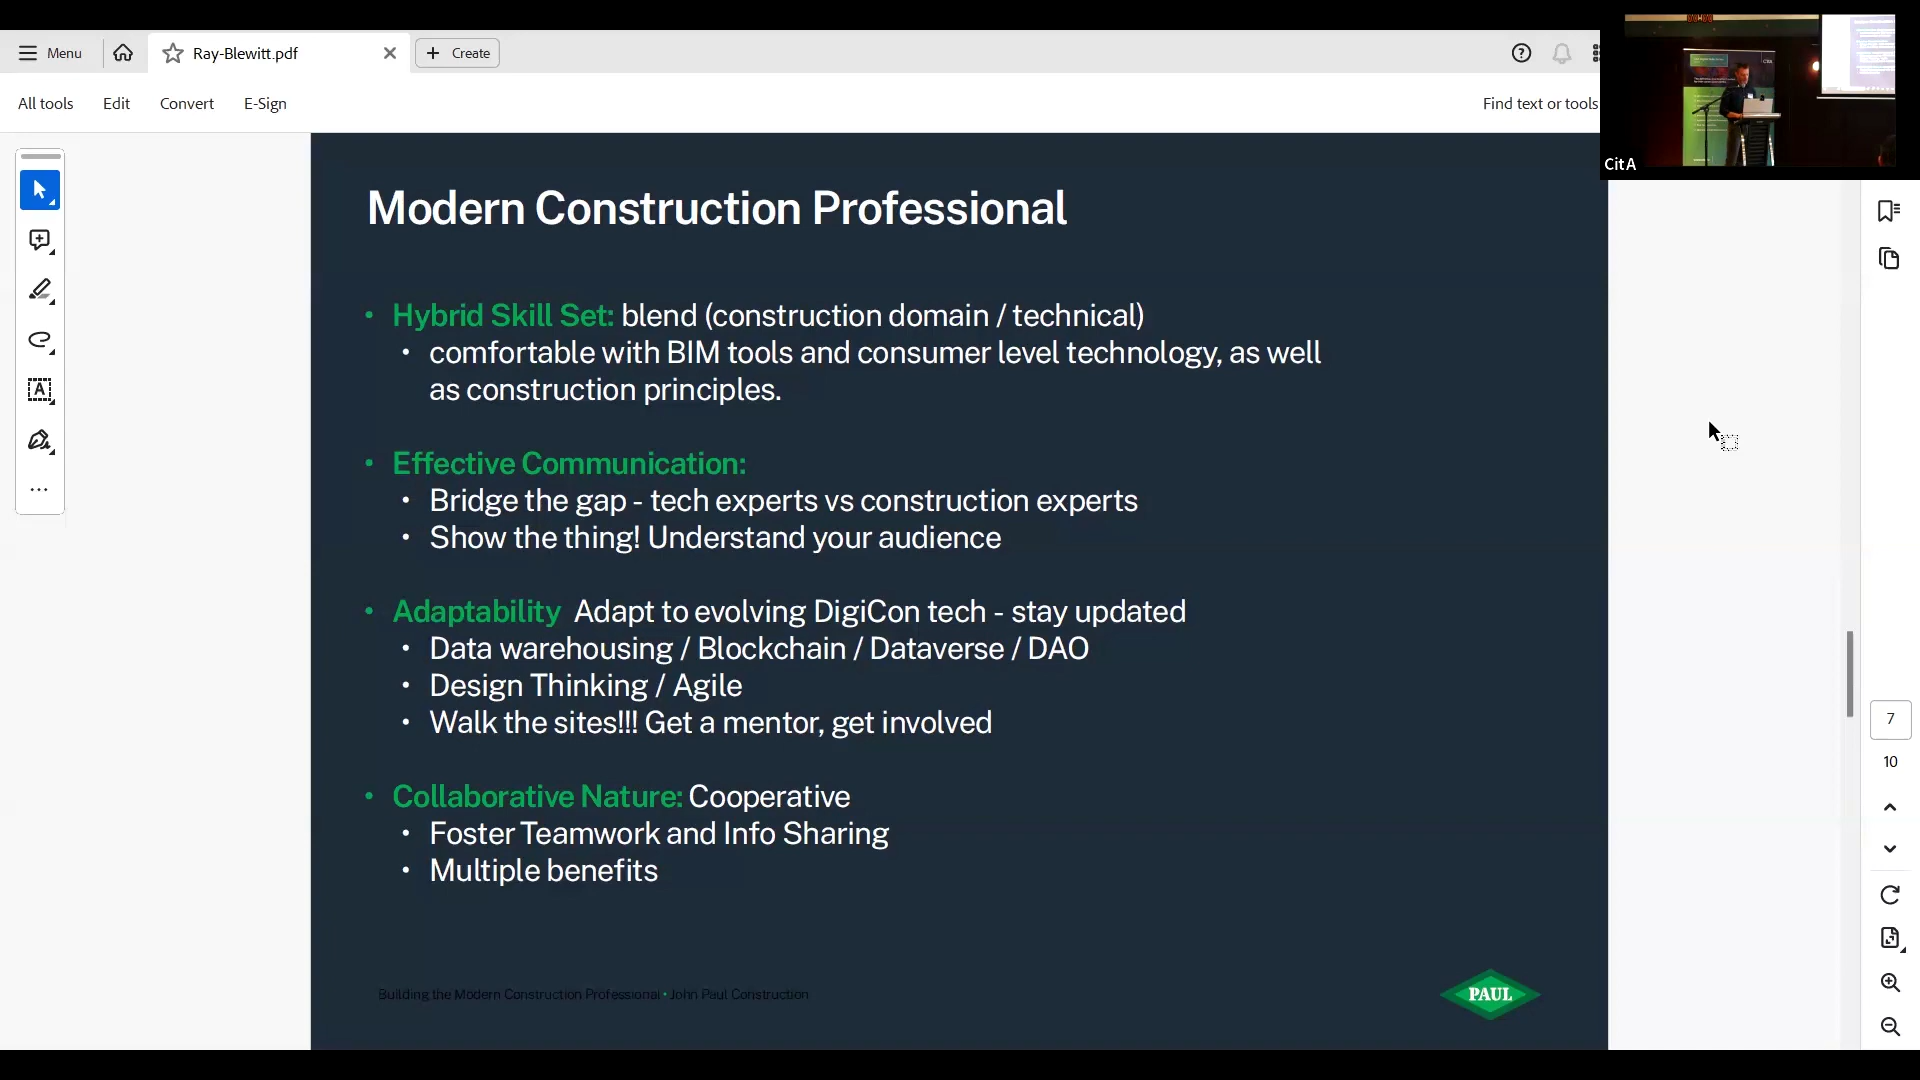 Menu
Ray-Blewitt.pdf
Create
All tools
Edit
Convert
E-Sign
Find text or tools
CitA
Modern Construction Professional
• Hybrid Skill Set: blend (construction domain / technical)
• comfortable with BIM tools and consumer level technology, as well
as construction principles.
• Effective Communication:
• Bridge the gap - tech experts vs construction experts
• Show the thing! Understand your audience
• Adaptability Adapt to evolving DigiCon tech - stay updated
• Data warehousing / Blockchain / Dataverse / DAO
• Design Thinking / Agile
• Walk the sites!!! Get a mentor, get involved
• Collaborative Nature: Cooperative
• Foster Teamwork and Info Sharing
• Multiple benefits
Building the Modern Construction Professional • John Paul Construction
PAUL
7
10